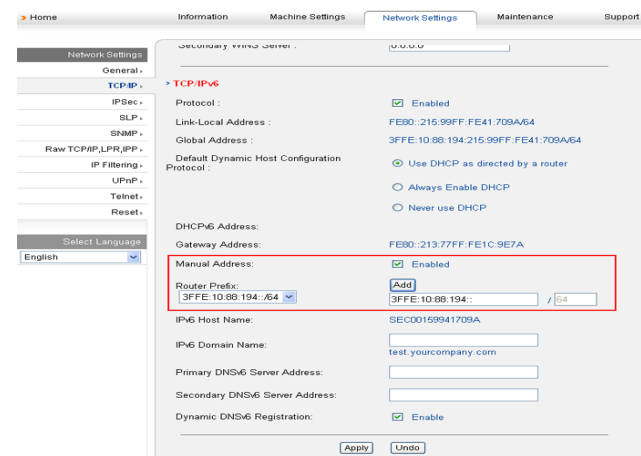 > Home
Information
Machine Settings
Network Settings
Maintenance
Support
Network Settings
General
TCP/IP
IPSec
SLP
SNMP
Raw TCP/IP,LPR,IPP
IP Filtering
UPnP
Telnet
Reset
Select Language
English
Secondary WINS Server :
0.0.0.0
> TCP/IPv6
Protocol :
Enabled
Link-Local Address :
FE80::215:99FF:FE41:709A/64
Global Address :
3FFE:10:88:194:215:99FF:FE41:709A/64
Default Dynamic Host Configuration
Protocol :
Use DHCP as directed by a router
Always Enable DHCP
Never use DHCP
DHCPv6 Address:
Gateway Address:
FE80::213:77FF:FE1C:9E7A
Manual Address:
Enabled
Router Prefix:
Add
3FFE:10:88:194::/64
3FFE:10:88:194::
/ 64
IPv6 Host Name:
SEC00159941709A
IPv6 Domain Name:
test.yourcompany.com
Primary DNSv6 Server Address:
Secondary DNSv6 Server Address:
Dynamic DNSv6 Registration:
Enable
Apply
Undo